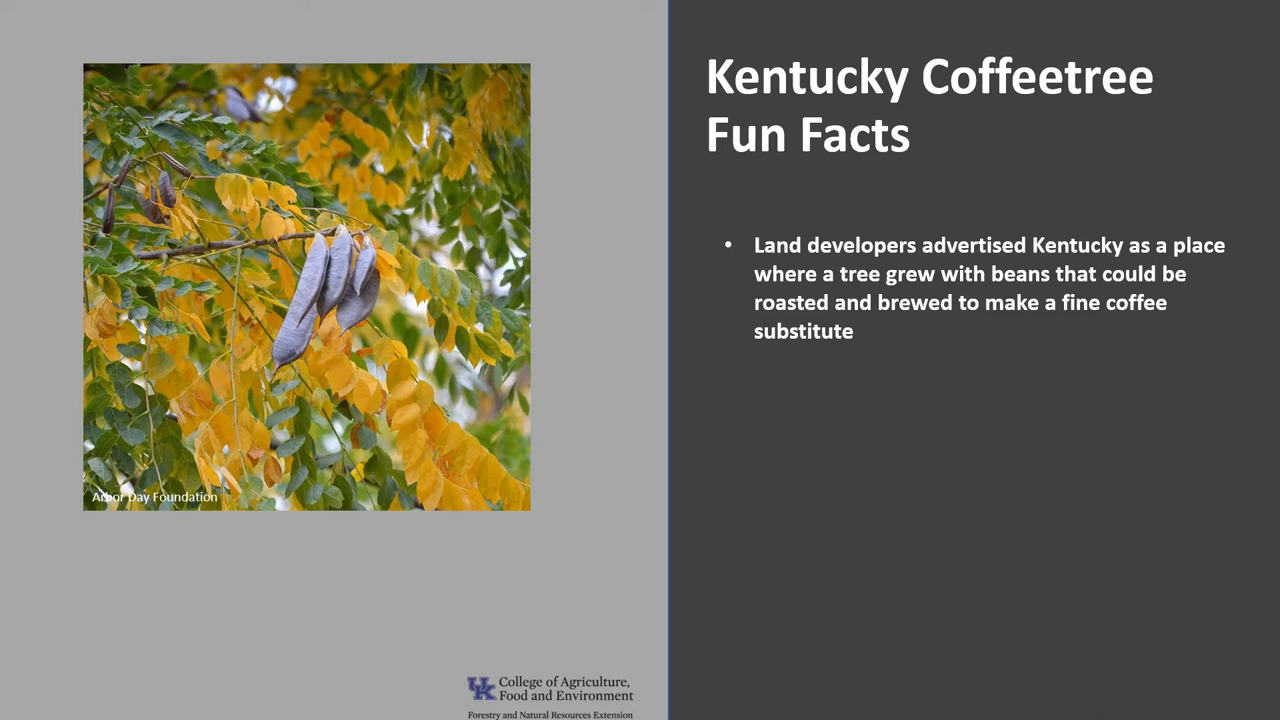 Kentucky Coffeetree
Fun Facts
• Land developers advertised Kentucky as a place
where a tree grew with beans that could be
roasted and brewed to make a fine coffee
substitute
Arbor Day Foundation
UK College of Agriculture,
Food and Environment
Forestry and Natural Resources Extension